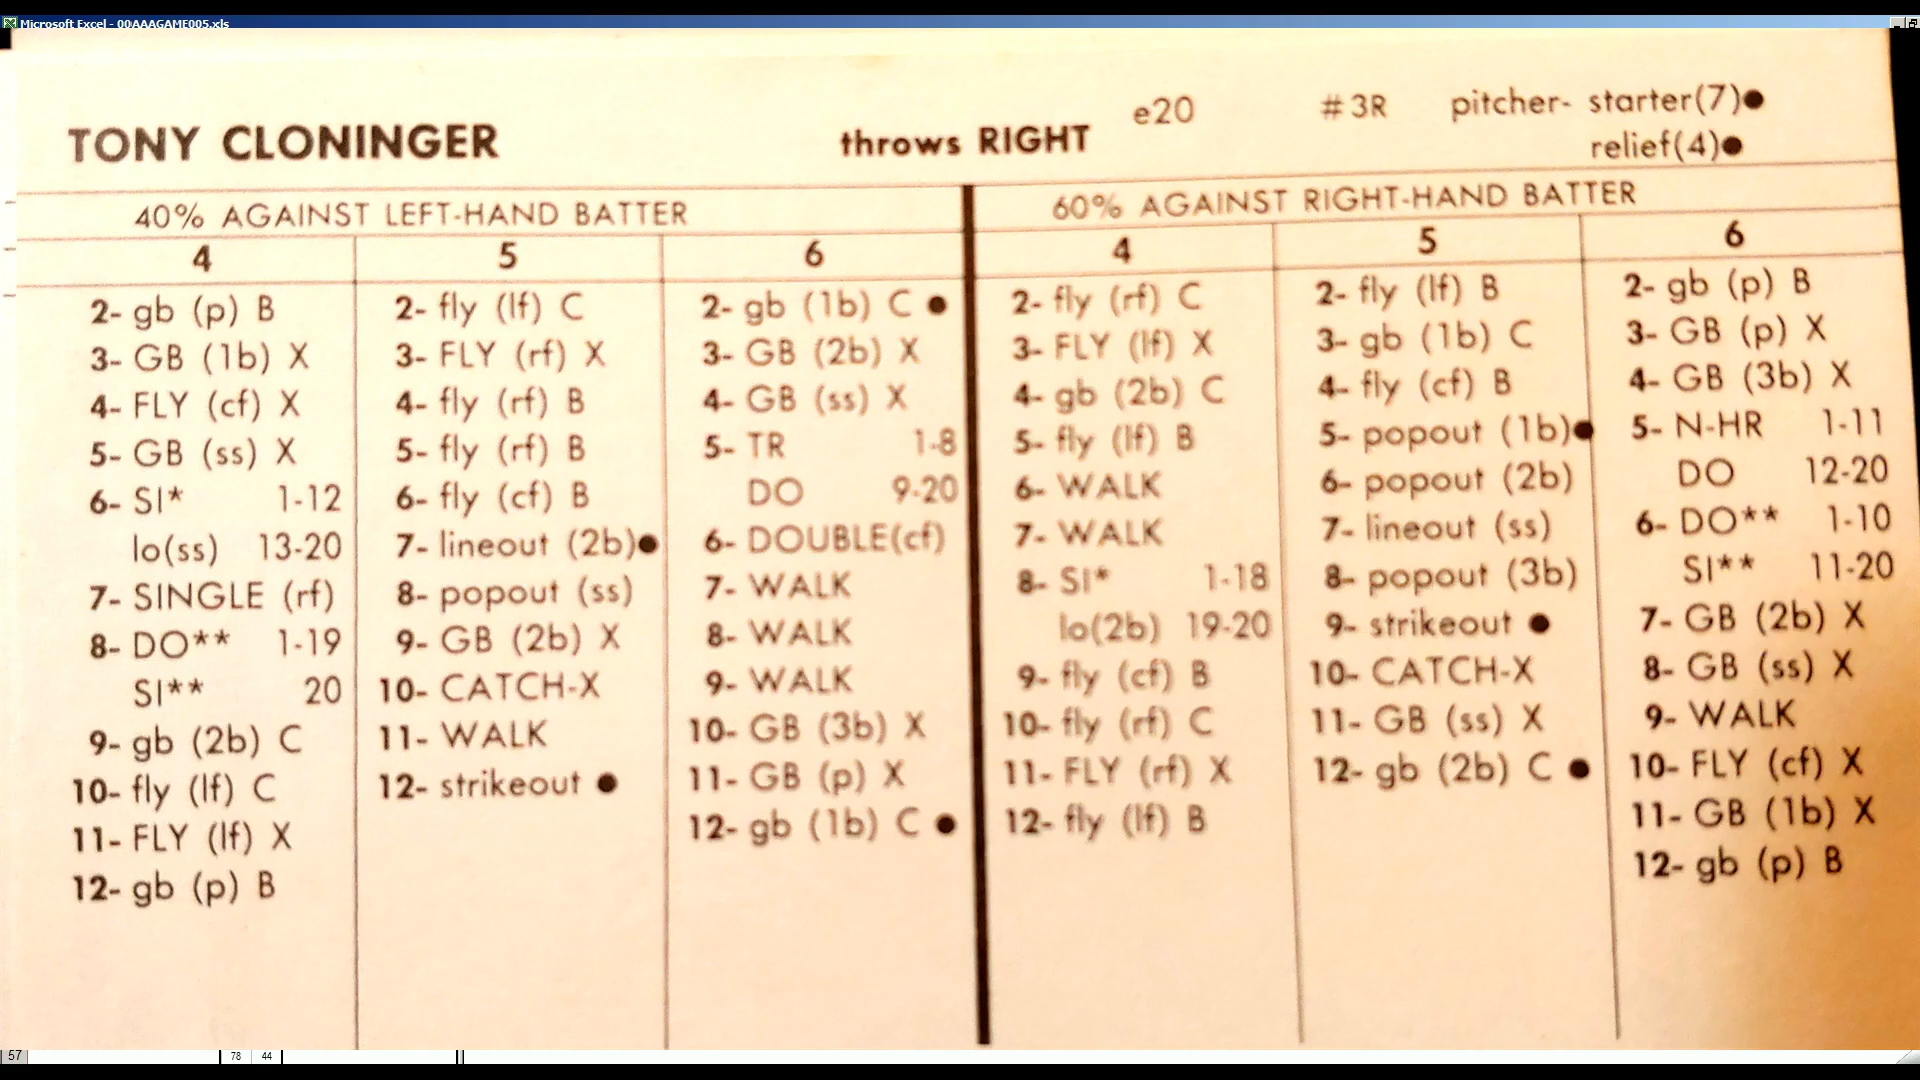 Microsoft Excel - 00AAAGAME005.xls
TONY CLONINGER throws RIGHT e20 #3R pitcher- starter(7)●
relief(4)●
40% AGAINST LEFT-HAND BATTER
4 5 6
2- gb (p) B
3- GB (1b) X
4- FLY (cf) X
5- GB (ss) X
6- SI* 1-12
lo(ss) 13-20
7- SINGLE (rf)
8- DO** 1-19
SI** 20
9- gb (2b) C
10- fly (lf) C
11- FLY (lf) X
12- gb (p) B
2- fly (lf) C
3- FLY (rf) X
4- fly (rf) B
5- fly (rf) B
6- fly (cf) B
7- lineout (2b)●
8- popout (ss)
9- GB (2b) X
10- CATCH-X
11- WALK
12- strikeout ●
2- gb (1b) C ●
3- GB (2b) X
4- GB (ss) X
5- TR 1-8
DO 9-20
6- DOUBLE(cf)
7- WALK
8- WALK
9- WALK
10- GB (3b) X
11- GB (p) X
12- gb (1b) C ●
60% AGAINST RIGHT-HAND BATTER
4 5 6
2- fly (rf) C
3- FLY (lf) X
4- gb (2b) C
5- fly (lf) B
6- WALK
7- WALK
8- SI* 1-18
lo(2b) 19-20
9- fly (cf) B
10- fly (rf) C
11- FLY (rf) X
12- fly (lf) B
2- fly (lf) B
3- gb (1b) C
4- fly (cf) B
5- popout (1b)●
6- popout (2b)
7- lineout (ss)
8- popout (3b)
9- strikeout ●
10- CATCH-X
11- GB (ss) X
12- gb (2b) C ●
2- gb (p) B
3- GB (p) X
4- GB (3b) X
5- N-HR 1-11
DO 12-20
6- DO** 1-10
SI** 11-20
7- GB (2b) X
8- GB (ss) X
9- WALK
10- FLY (cf) X
11- GB (1b) X
12- gb (p) B
57 78 44